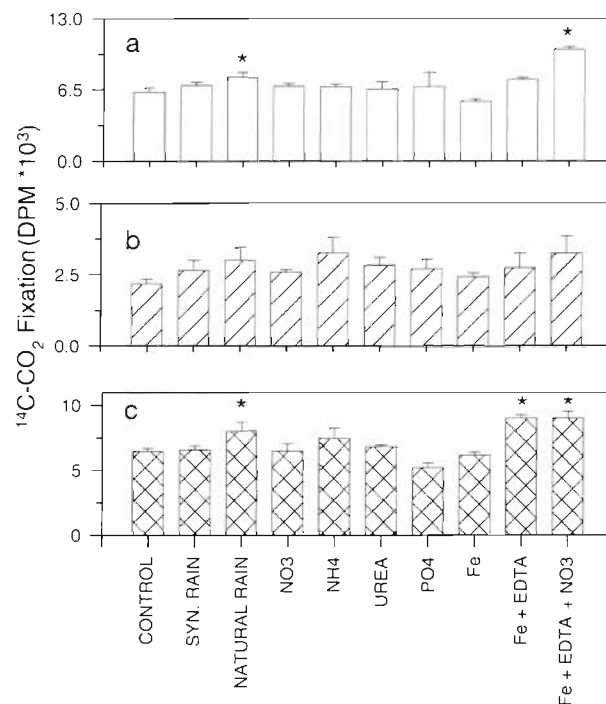 ¹⁴C-CO₂ Fixation (DPM *10³)
a
13.0
6.5
0.0
*
*
b
5.0
2.5
0.0
c
10
5
0
*
*
*
CONTROL
SYN. RAIN
NATURAL RAIN
NO3
NH4
UREA
PO4
Fe
Fe + EDTA
Fe + EDTA + NO3